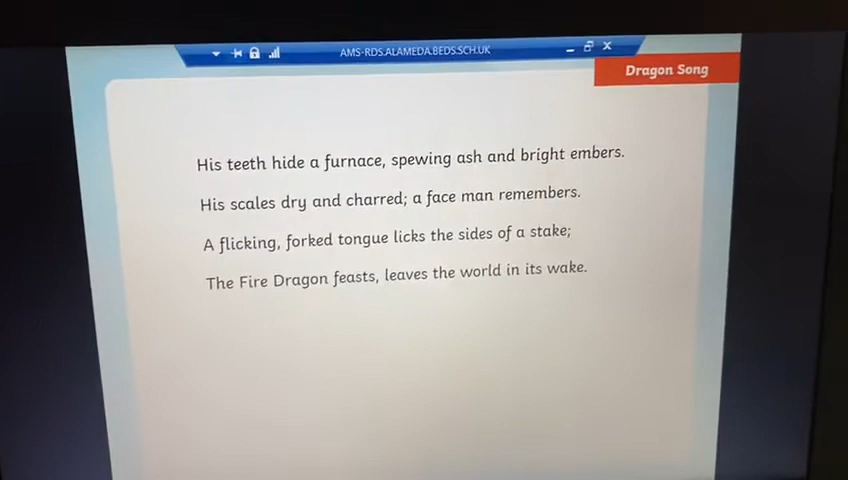 AMS-RDS.ALAMEDA.BEDS.SCH.UK
Dragon Song
His teeth hide a furnace, spewing ash and bright embers.
His scales dry and charred; a face man remembers.
A flicking, forked tongue licks the sides of a stake;
The Fire Dragon feasts, leaves the world in its wake.